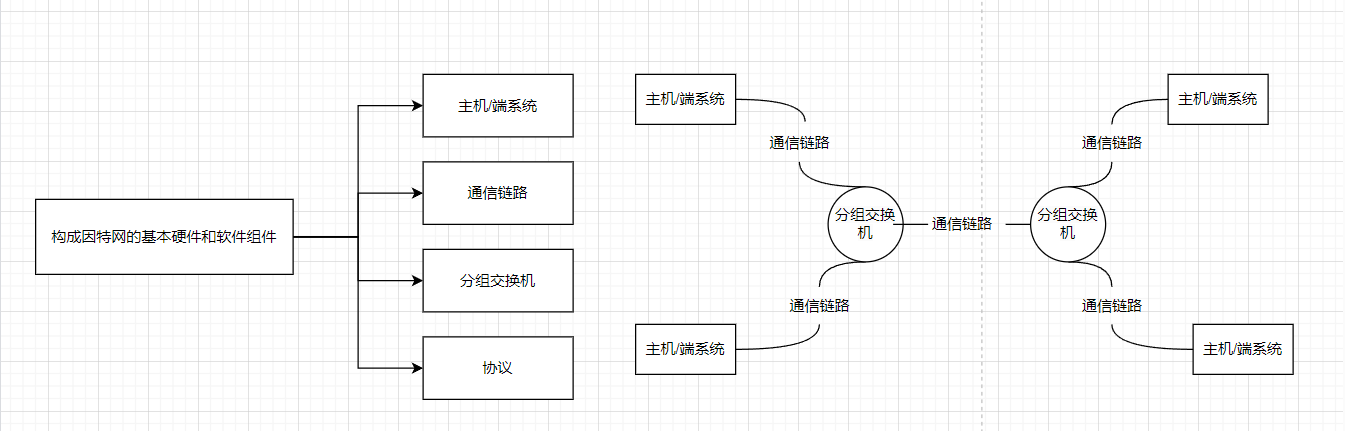 构成因特网的基本硬件和软件组件
主机/端系统
通信链路
分组交换机
协议
主机/端系统
主机/端系统
通信链路
通信链路
分组交换
机
通信链路
分组交换
机
通信链路
通信链路
主机/端系统
主机/端系统